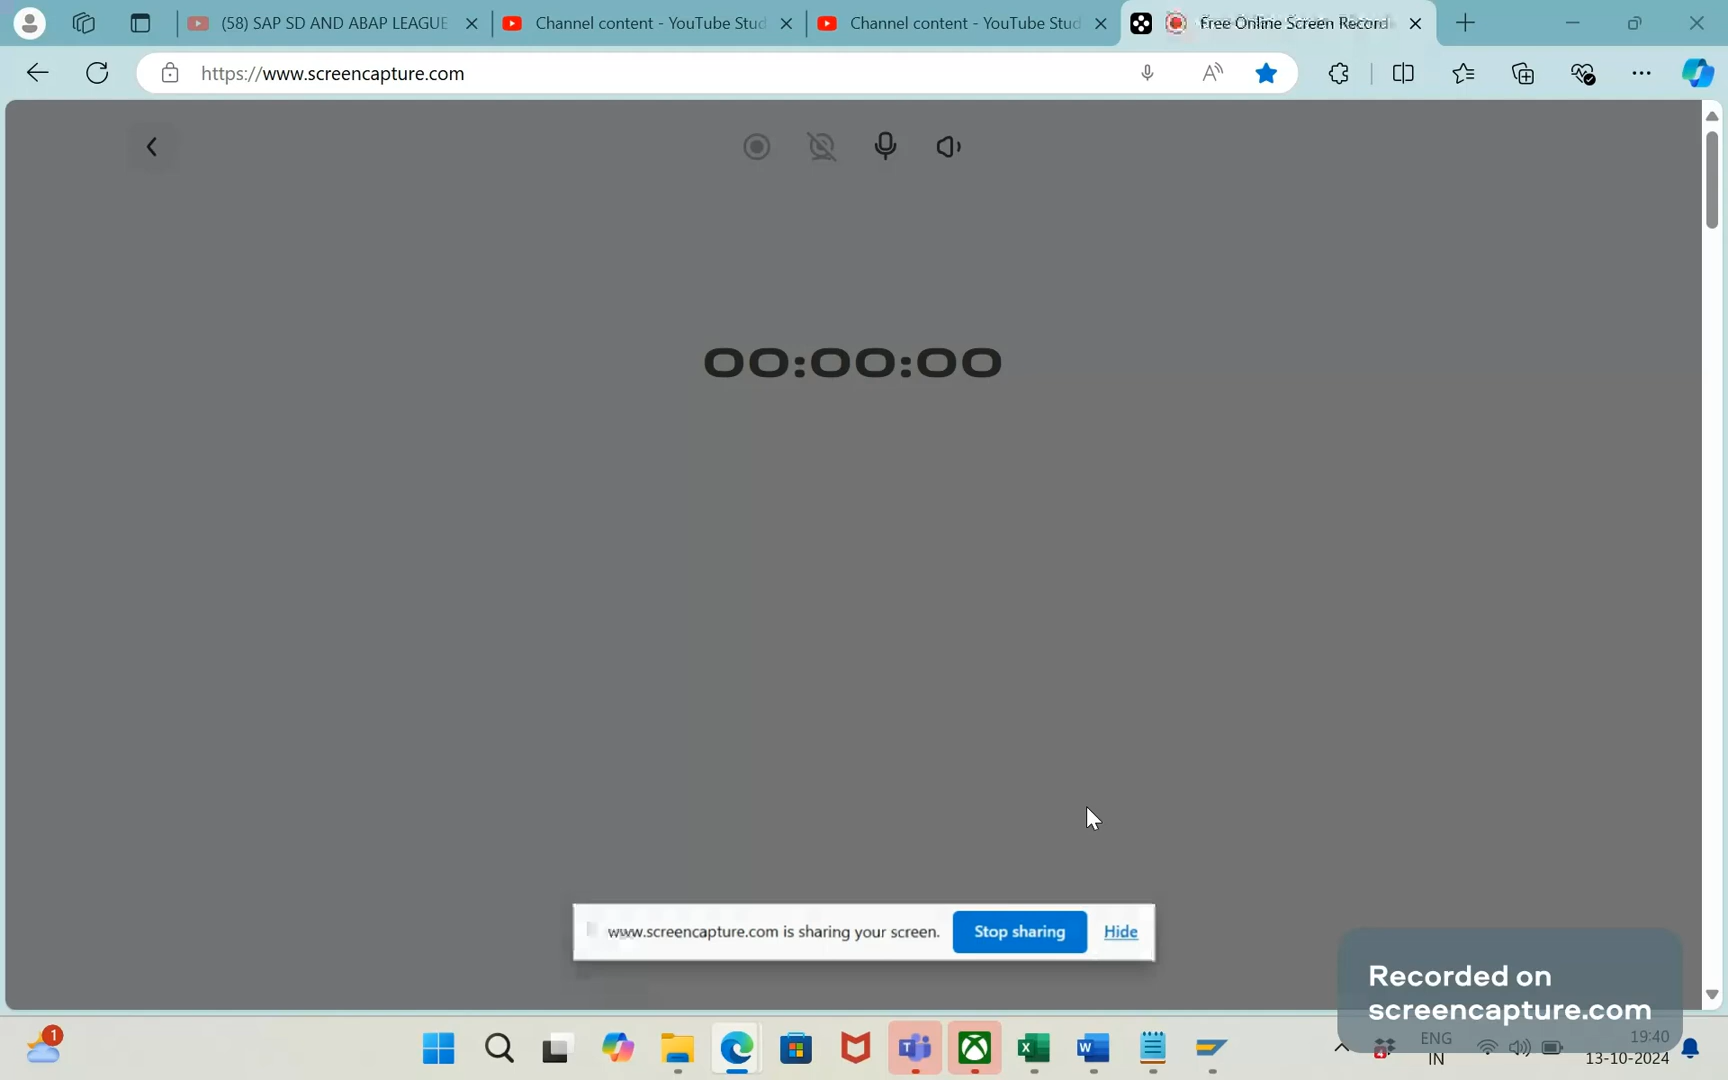 (58) SAP SD AND ABAP LEAGUE
Channel content - YouTube Stud
Channel content - YouTube Stud
Free Online Screen Record
https://www.screencapture.com
00:00:00
www.screencapture.com is sharing your screen.
Stop sharing
Hide
Recorded on
screencapture.com
1
4
ENG
IN
19:40
13-10-2024